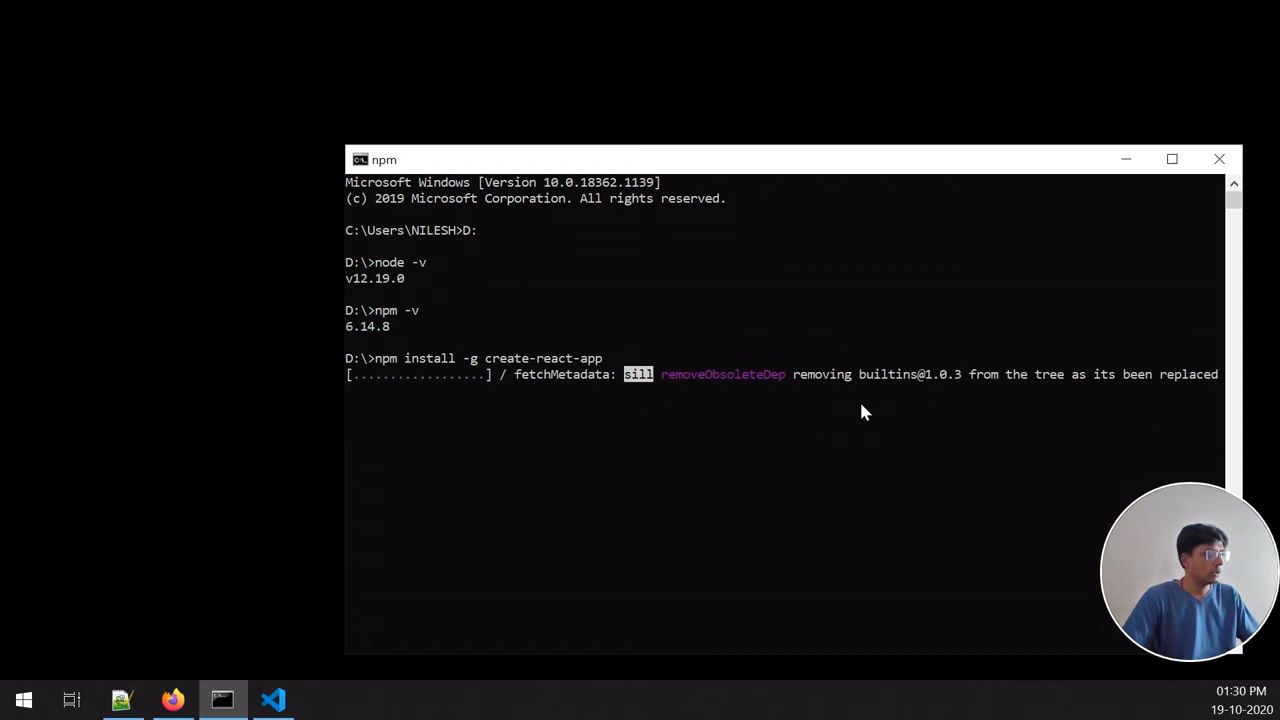 npm
Microsoft Windows [Version 10.0.18362.1139]
(c) 2019 Microsoft Corporation. All rights reserved.
C:\Users\NILESH>D:
D:\>node -v
v12.19.0
D:\>npm -v
6.14.8
D:\>npm install -g create-react-app
[..................] / fetchMetadata: sill removeObsoleteDep removing builtins@1.0.3 from the tree as its been replaced
01:30 PM
19-10-2020